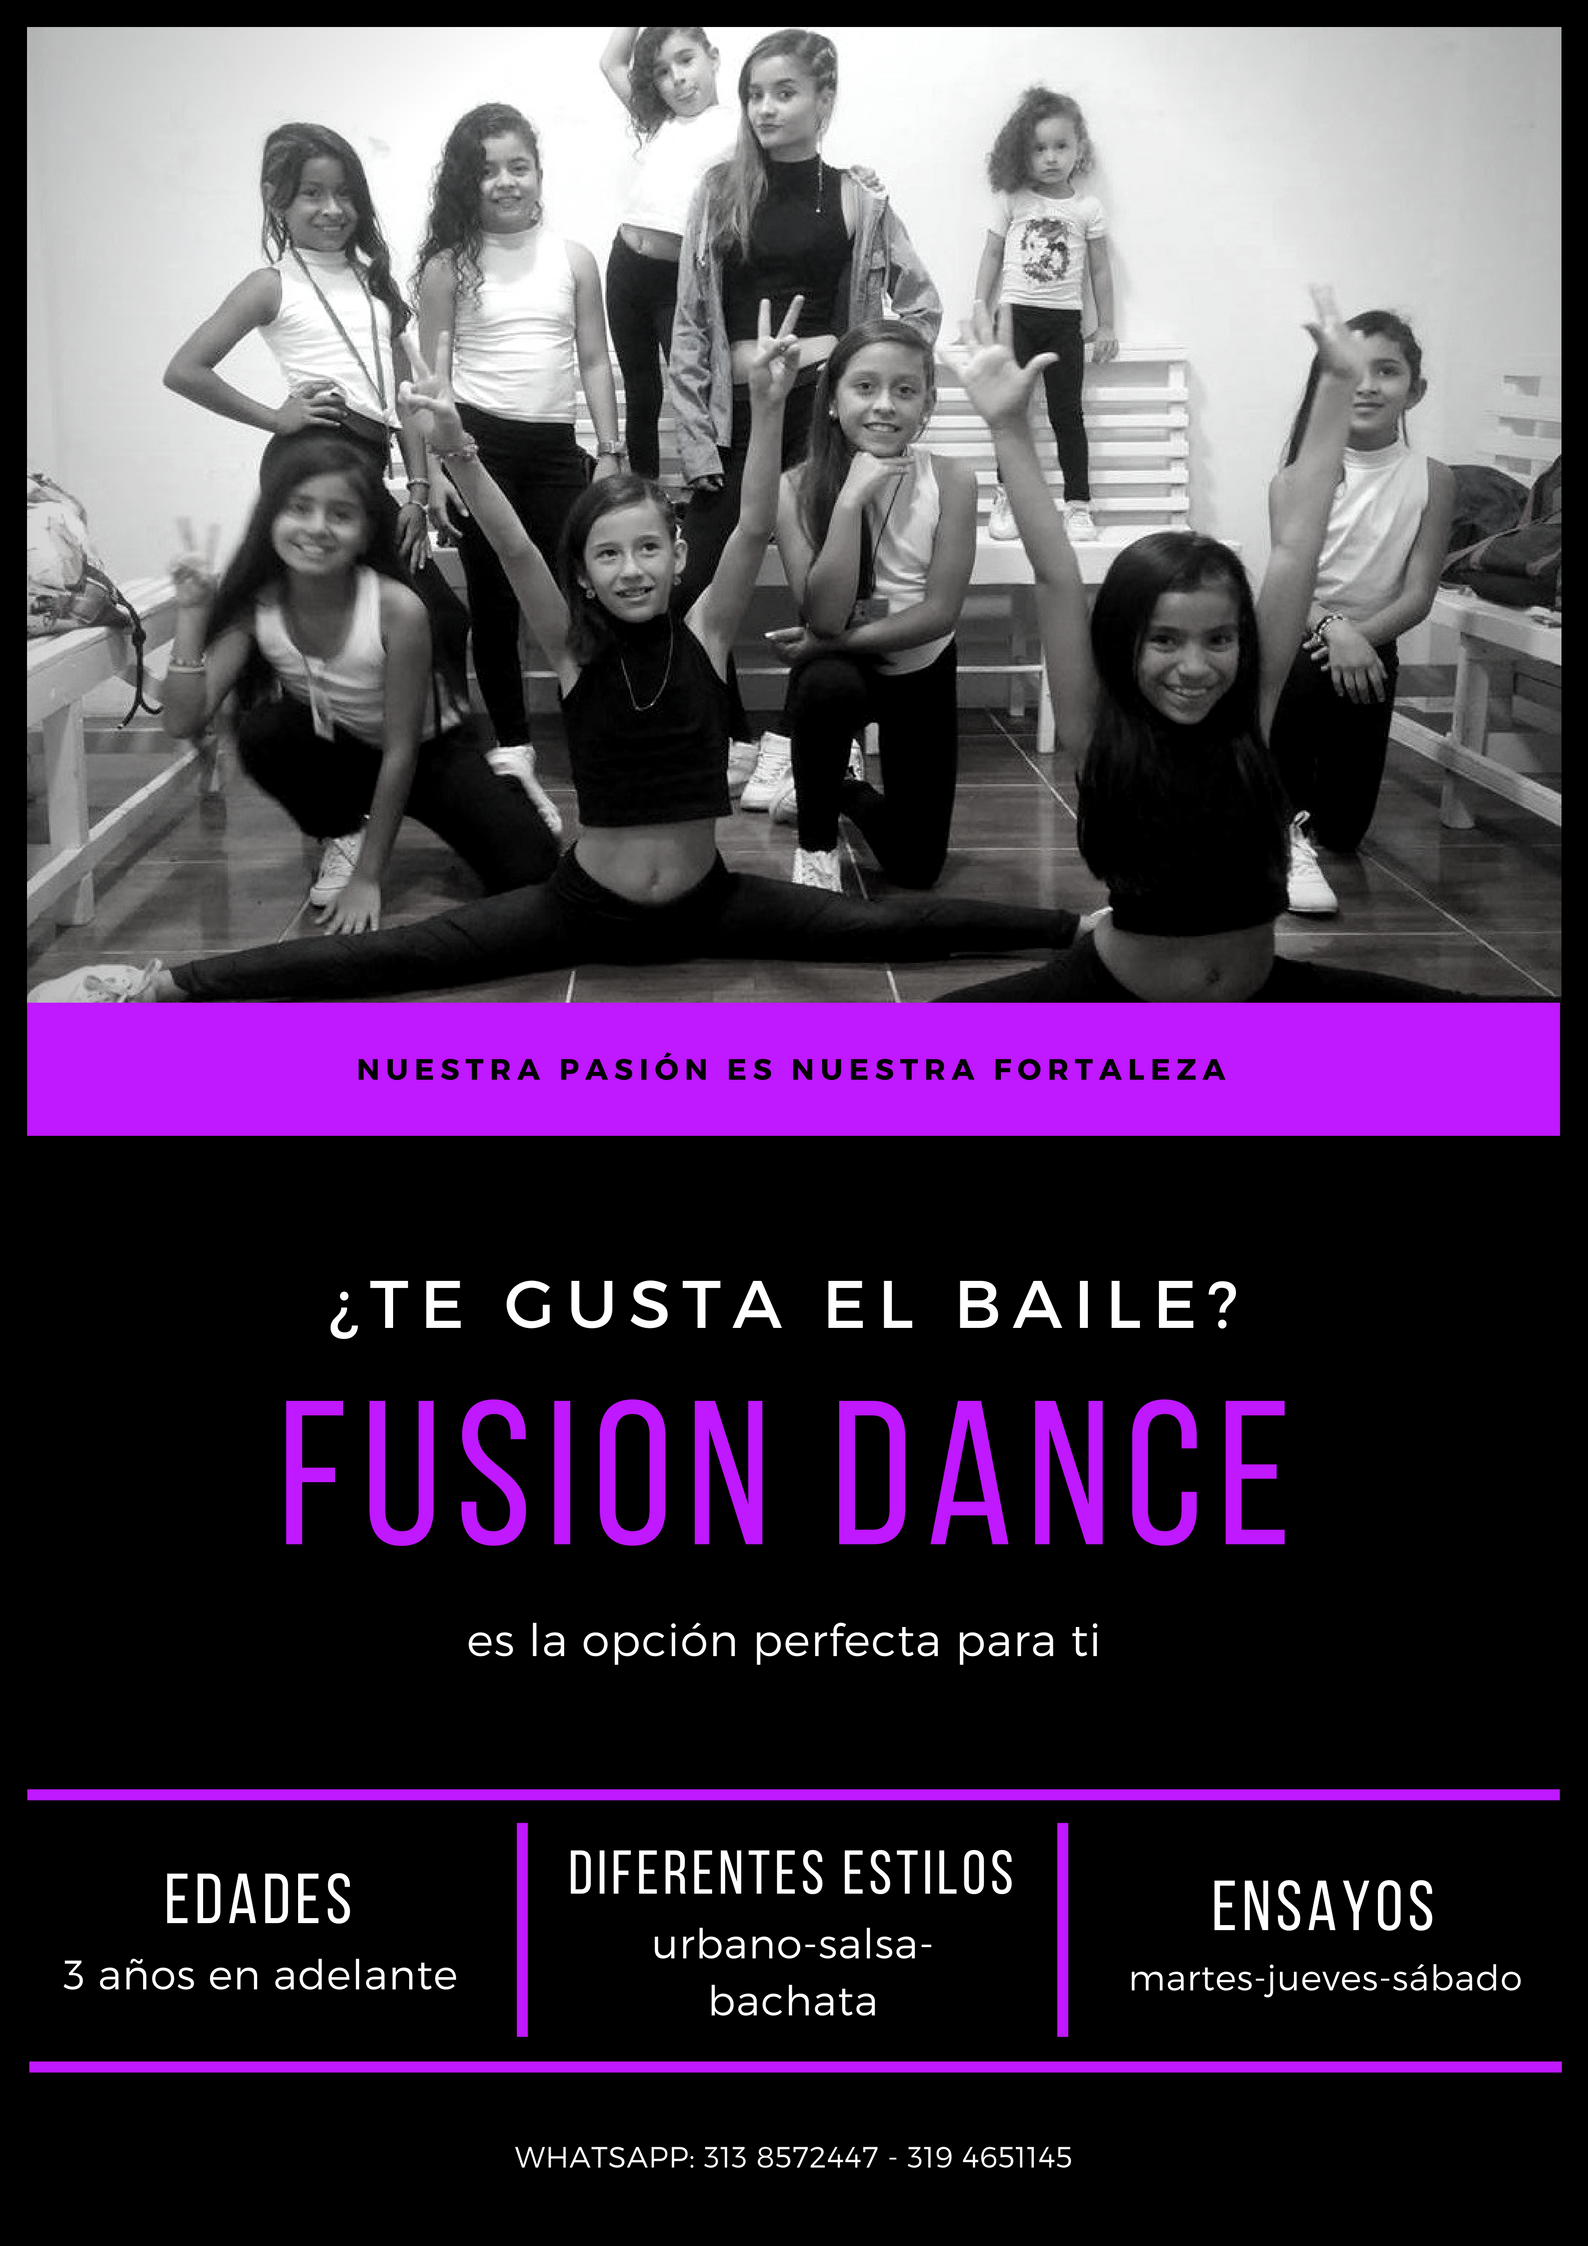 NUESTRA PASIÓN ES NUESTRA FORTALEZA
¿TE GUSTA EL BAILE?
FUSION DANCE
es la opción perfecta para ti
EDADES
3 años en adelante
DIFERENTES ESTILOS
urbano-salsa-
bachata
ENSAYOS
martes-jueves-sábado
WHATSAPP: 313 8572447 - 319 4651145